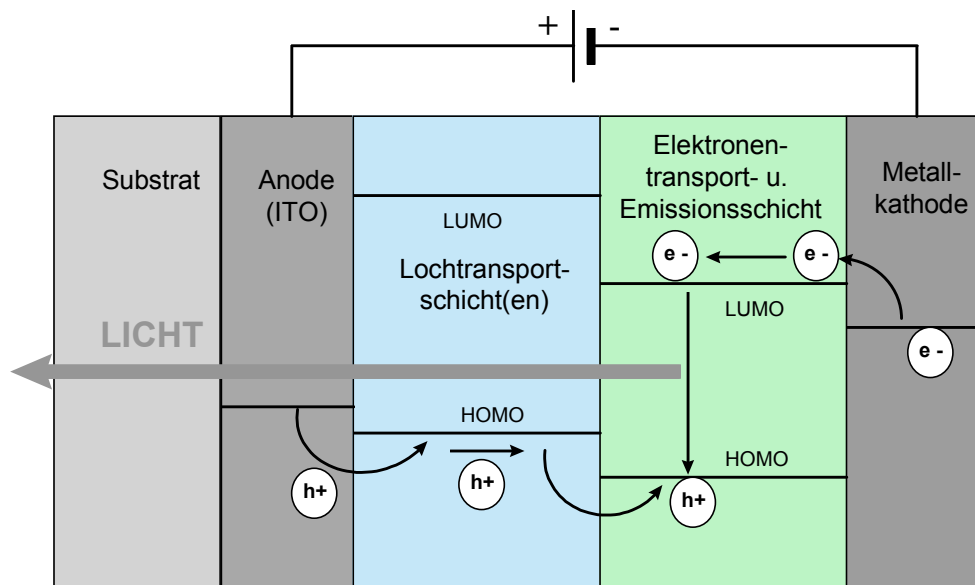 + -
Substrat
Anode
(ITO)
LUMO
Lochtransport-
schicht(en)
HOMO
Elektronen-
transport- u.
Emissionsschicht
e -
e -
LUMO
HOMO
Metall-
kathode
e -
LICHT
h+
h+
h+